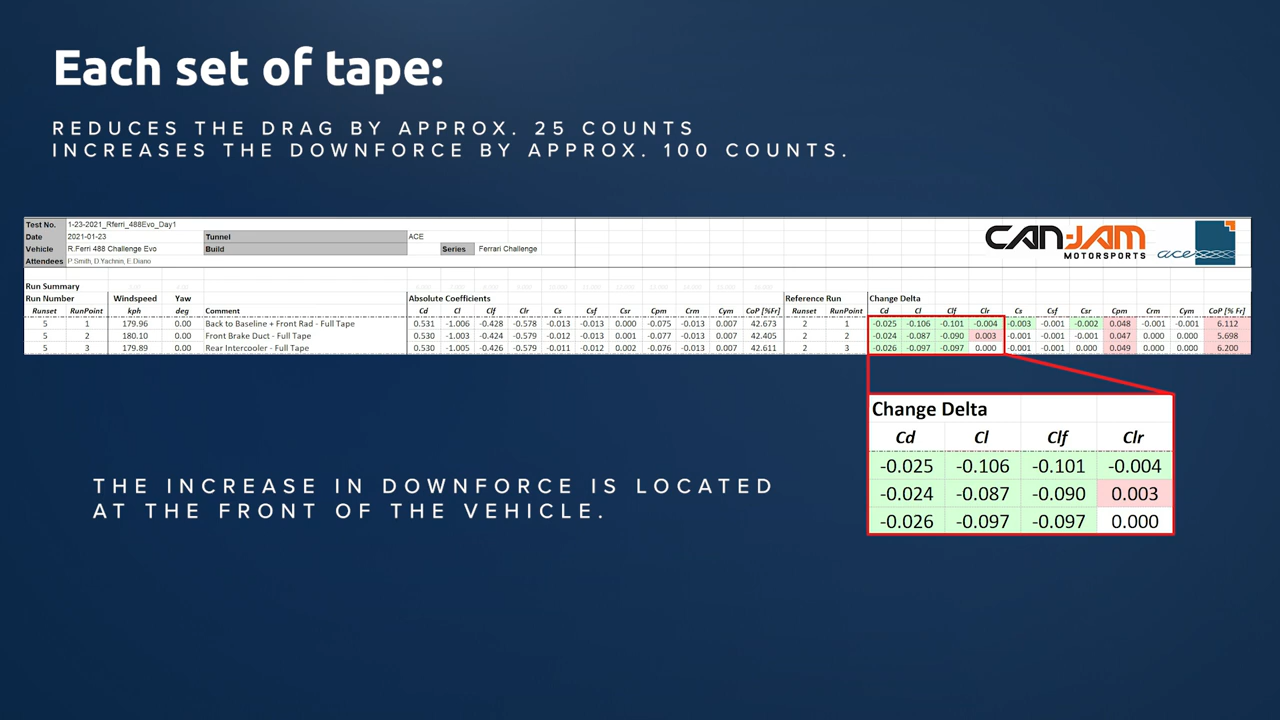 Each set of tape:
REDUCES THE DRAG BY APPROX. 25 COUNTS
INCREASES THE DOWNFORCE BY APPROX. 100 COUNTS.
Test No. 1-23-2021_Rferri_488Evo_Day1
Date 2021-01-23 Tunnel ACE
Vehicle R.Ferri 488 Challenge Evo Build Series Ferrari Challenge
Attendees P.Smith, D.Yachnin, E.Diano
CAN-JAM
MOTORSPORTS
ace
Run Summary
Run Number Windspeed Yaw Absolute Coefficients Reference Run Change Delta
Runset RunPoint kph deg Comment Cd Cl Clf Clr Cs Csf Csr Cpm Crm Cym CoP [%Fr] Runset RunPoint Cd Cl Clf Clr Cs Csf Csr Cpm Crm Cym CoP [%Fr]
5 1 179.96 0.00 Back to Baseline + Front Rad - Full Tape 0.531 -1.006 -0.428 -0.578 -0.013 -0.013 0.000 -0.075 -0.013 0.007 42.673 2 1 -0.025 -0.106 -0.101 -0.004 -0.003 -0.001 -0.002 0.048 -0.001 -0.001 6.112
5 2 180.10 0.00 Front Brake Duct - Full Tape 0.530 -1.003 -0.424 -0.579 -0.012 -0.013 0.001 -0.077 -0.013 0.007 42.405 2 2 -0.024 -0.087 -0.090 0.003 -0.001 -0.001 -0.001 0.047 0.000 0.000 5.698
5 3 179.89 0.00 Rear Intercooler - Full Tape 0.530 -1.005 -0.426 -0.579 -0.011 -0.012 0.002 -0.076 -0.013 0.007 42.611 2 3 -0.026 -0.097 -0.097 0.000 -0.001 -0.001 0.000 0.049 0.000 0.000 6.200
Change Delta
Cd Cl Clf Clr
-0.025 -0.106 -0.101 -0.004
-0.024 -0.087 -0.090 0.003
-0.026 -0.097 -0.097 0.000
THE INCREASE IN DOWNFORCE IS LOCATED
AT THE FRONT OF THE VEHICLE.